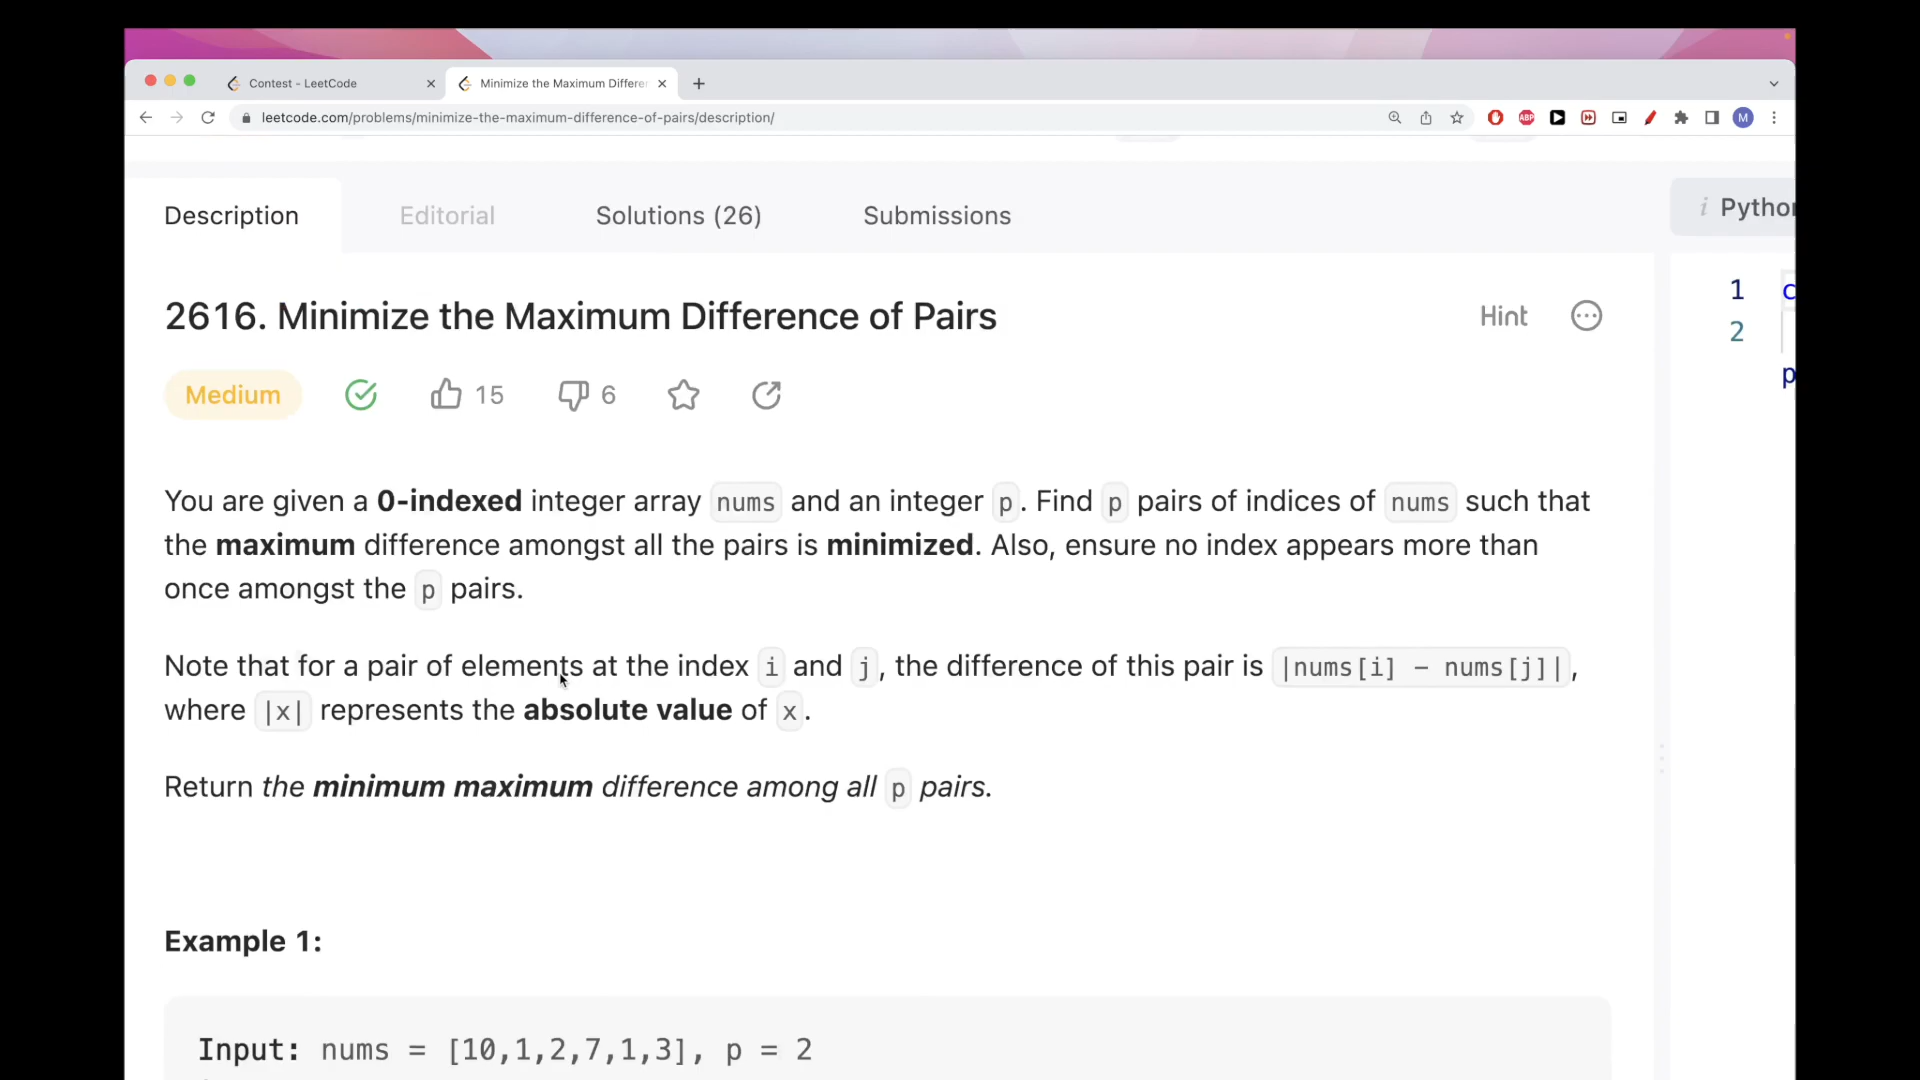 Contest - LeetCode
Minimize the Maximum Differe
leetcode.com/problems/minimize-the-maximum-difference-of-pairs/description/
ABP
M
Description
Editorial
Solutions (26)
Submissions
i Python
2616. Minimize the Maximum Difference of Pairs
Hint
1 c
2
p
Medium
15
6
You are given a 0-indexed integer array nums and an integer p. Find p pairs of indices of nums such that
the maximum difference amongst all the pairs is minimized. Also, ensure no index appears more than
once amongst the p pairs.
Note that for a pair of elements at the index i and j, the difference of this pair is |nums[i] - nums[j]|,
where |x| represents the absolute value of x.
Return the minimum maximum difference among all p pairs.
Example 1:
Input: nums = [10,1,2,7,1,3], p = 2